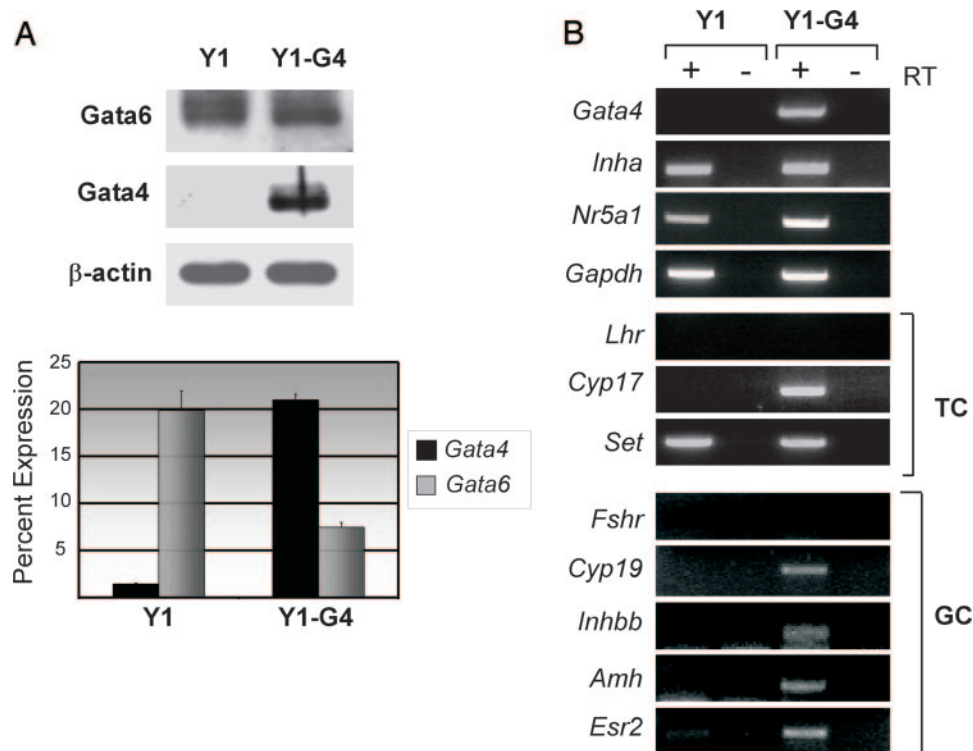 A
Y1 Y1-G4
Gata6
Gata4
β-actin
Percent Expression
25
20
15
10
5
Y1 Y1-G4
Gata4
Gata6
B
Y1 Y1-G4
+ - + - RT
Gata4
Inha
Nr5a1
Gapdh
Lhr
Cyp17
Set
TC
Fshr
Cyp19
Inhbb
Amh
Esr2
GC